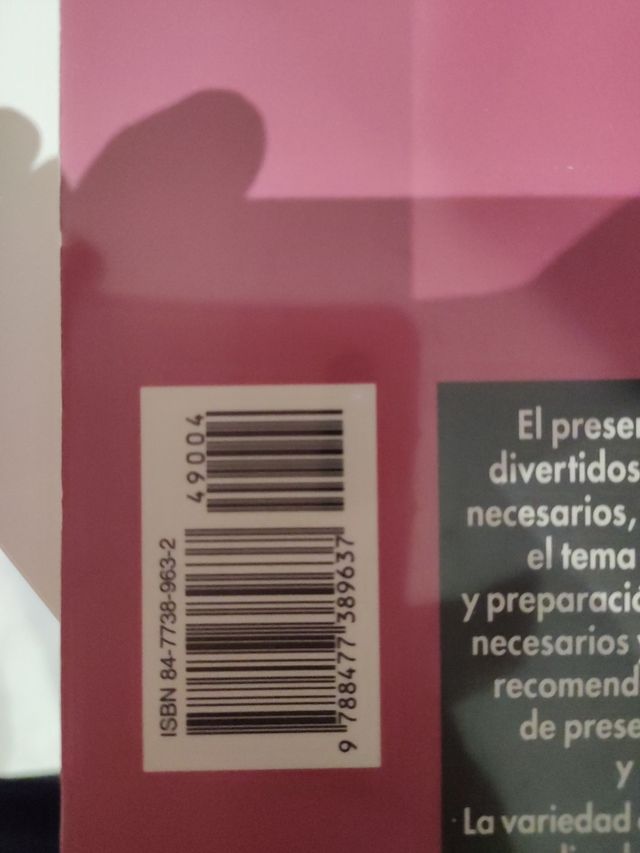 49004
ISBN 84-7738-963-2
9 788477 389637
El presen
divertidos
necesarios,
el tema
y preparació
necesarios y
recomend
de prese
y
La variedad